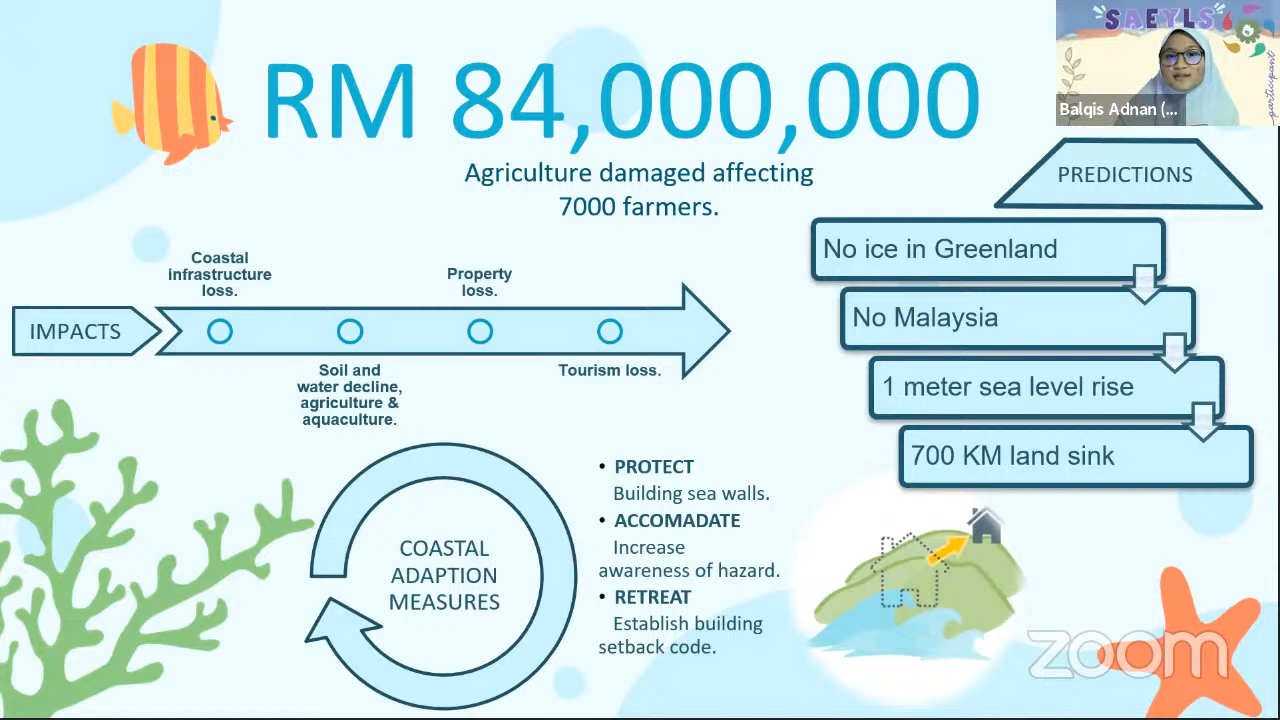 RM 84,000,000
Agriculture damaged affecting
7000 farmers.
"SAEYLS"
participant
Balqis Adnan (...
PREDICTIONS
No ice in Greenland
No Malaysia
1 meter sea level rise
700 KM land sink
IMPACTS
Coastal
infrastructure
loss.
Soil and
water decline,
agriculture &
aquaculture.
Property
loss.
Tourism loss.
COASTAL
ADAPTION
MEASURES
• PROTECT
Building sea walls.
• ACCOMADATE
Increase
awareness of hazard.
• RETREAT
Establish building
setback code.
zoom